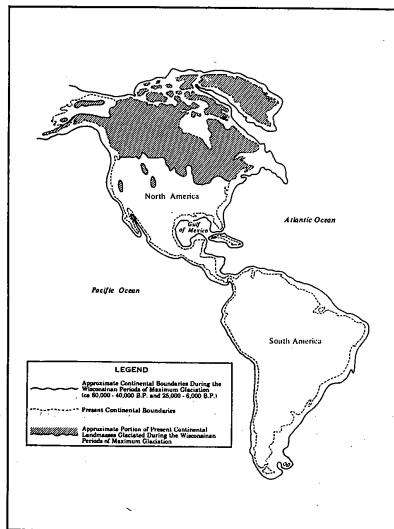 North America
Atlantic Ocean
Gulf
of Mexico
Pacific Ocean
South America
LEGEND
Approximate Continental Boundaries During the
Wisconsinan Periods of Maximum Glaciation
(ca 50,000 - 40,000 B.P. and 25,000 - 6,000 B.P.)
Present Continental Boundaries
Approximate Portion of Present Continental
Landmasses Glaciated During the Wisconsinan
Periods of Maximum Glaciation